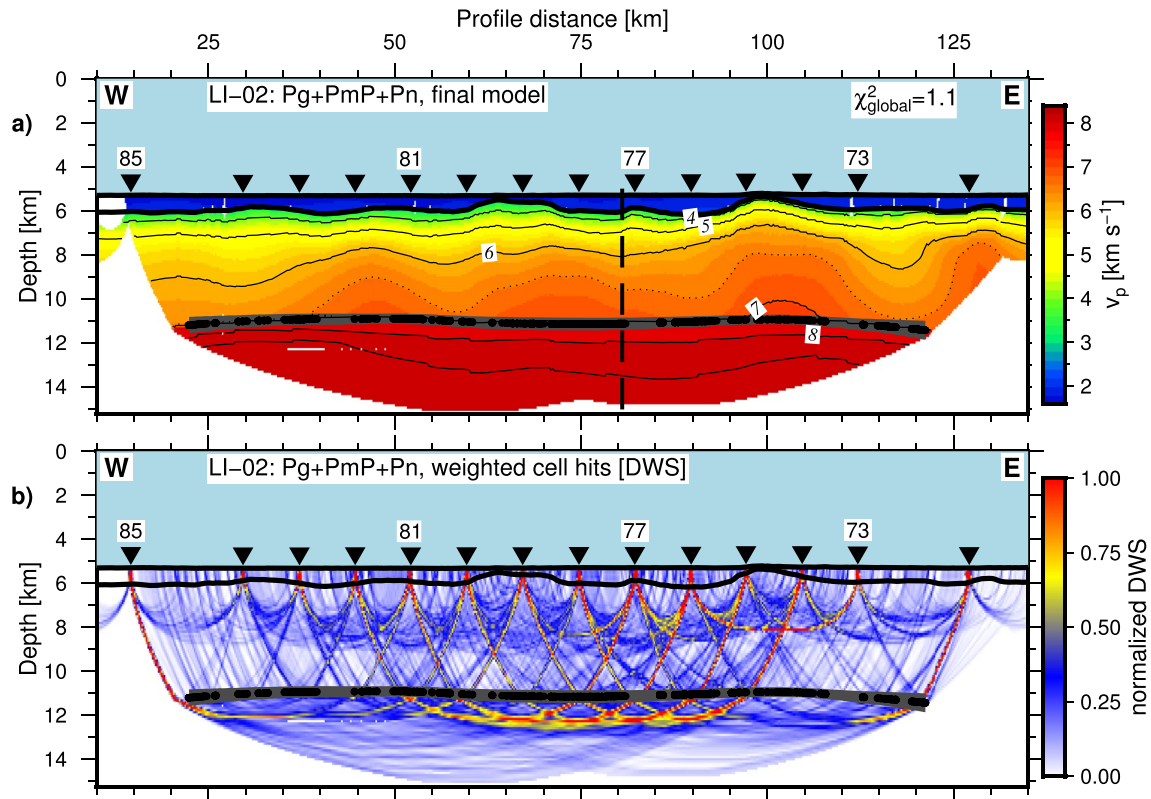 Profile distance [km]
25 50 75 100 125
a)
W LI−02: Pg+PmP+Pn, final model χ²global=1.1 E
85 81 77 73
0
2
4
6
8
10
12
14
Depth [km]
4 5
6
7
8
8
7
6
5
4
3
2
vp [km s⁻¹]
b)
W LI−02: Pg+PmP+Pn, weighted cell hits [DWS] E
85 81 77 73
0
2
4
6
8
10
12
14
Depth [km]
1.00
0.75
0.50
0.25
0.00
normalized DWS